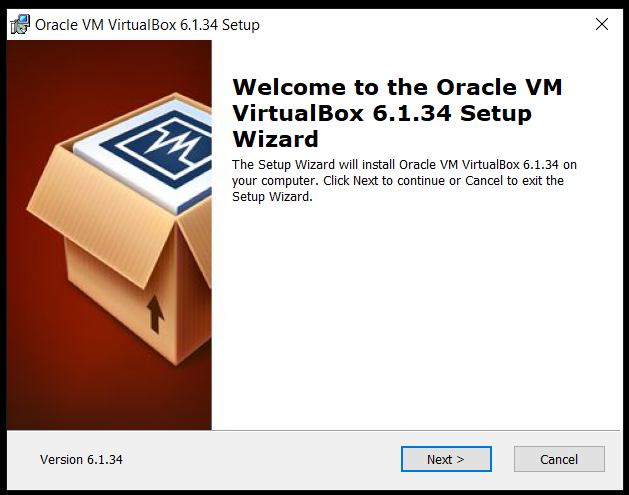 Oracle VM VirtualBox 6.1.34 Setup
Welcome to the Oracle VM
VirtualBox 6.1.34 Setup
Wizard
The Setup Wizard will install Oracle VM VirtualBox 6.1.34 on
your computer. Click Next to continue or Cancel to exit the
Setup Wizard.
Version 6.1.34
Next >
Cancel